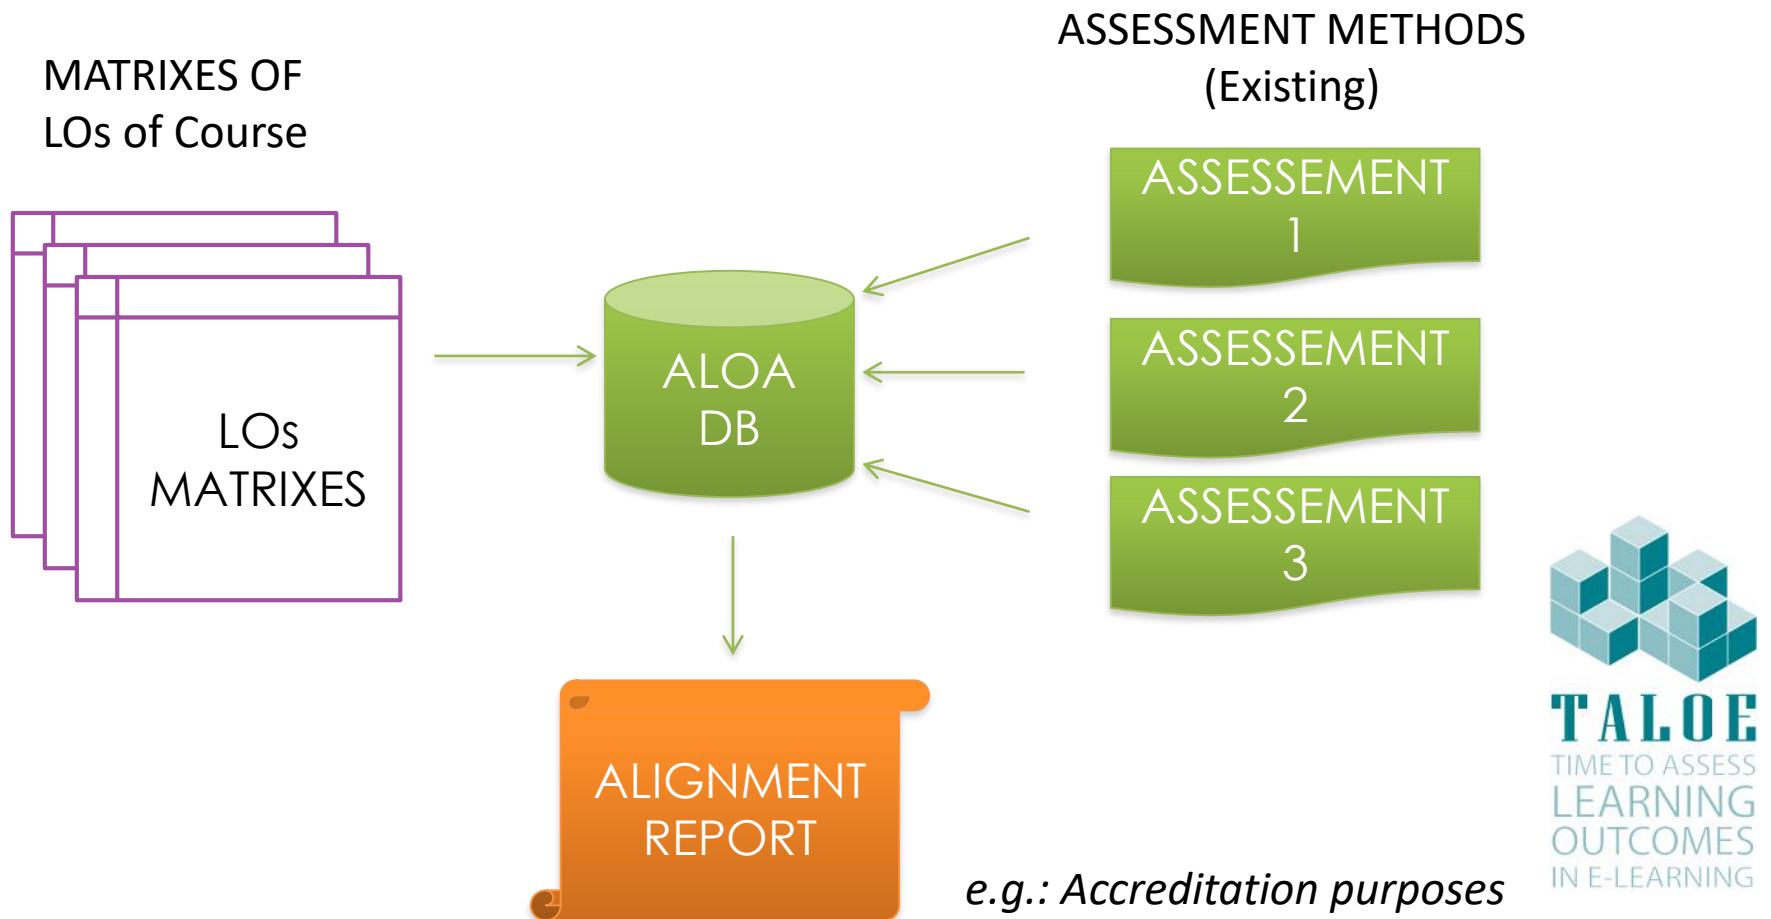 MATRIXES OF
LOs of Course
LOs
MATRIXES
ALOA
DB
ASSESSMENT METHODS
(Existing)
ASSESSEMENT
1
ASSESSEMENT
2
ASSESSEMENT
3
ALIGNMENT
REPORT
e.g.: Accreditation purposes
TALOE
TIME TO ASSESS
LEARNING
OUTCOMES
IN E-LEARNING